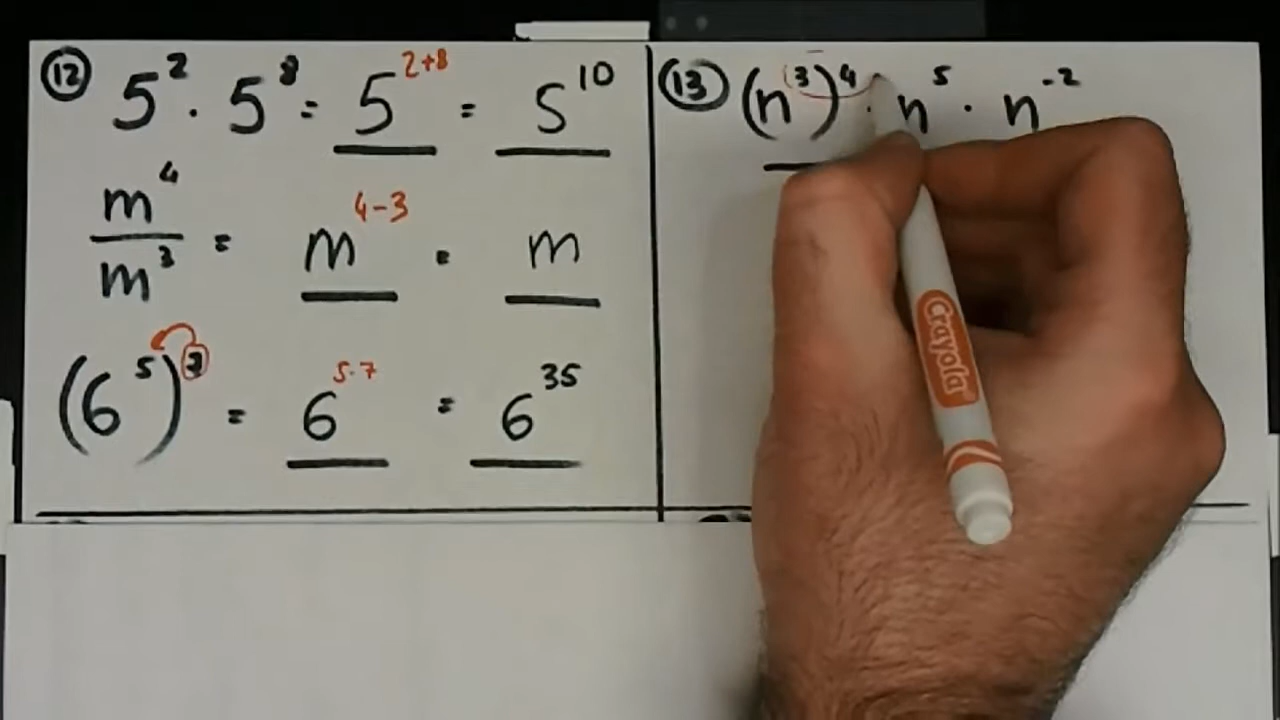 ⑫ 5² · 5⁸ = 5²⁺⁸ = 5¹⁰
m⁴/m³ = m⁴⁻³ = m
(6⁵)⁷ = 6⁵·⁷ = 6³⁵
⑬ (n³)⁴ · n⁵ · n⁻²
Crayola